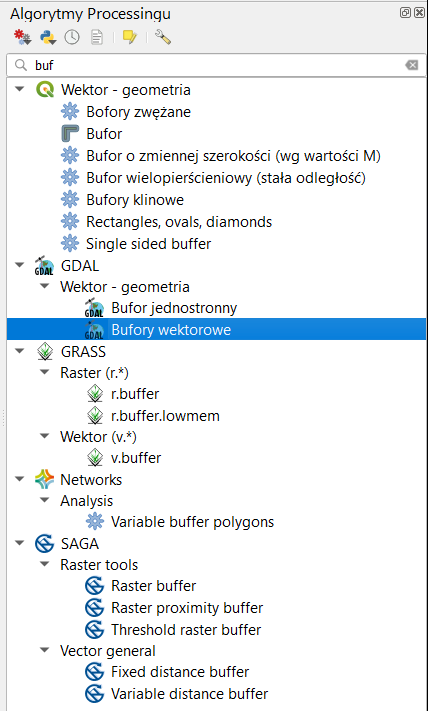 Algorytmy Processingu
buf
Wektor - geometria
Bofory zwężane
Bufor
Bufor o zmiennej szerokości (wg wartości M)
Bufor wielopierścieniowy (stała odległość)
Bufory klinowe
Rectangles, ovals, diamonds
Single sided buffer
GDAL
Wektor - geometria
Bufor jednostronny
Bufory wektorowe
GRASS
Raster (r.*)
r.buffer
r.buffer.lowmem
Wektor (v.*)
v.buffer
Networks
Analysis
Variable buffer polygons
SAGA
Raster tools
Raster buffer
Raster proximity buffer
Threshold raster buffer
Vector general
Fixed distance buffer
Variable distance buffer